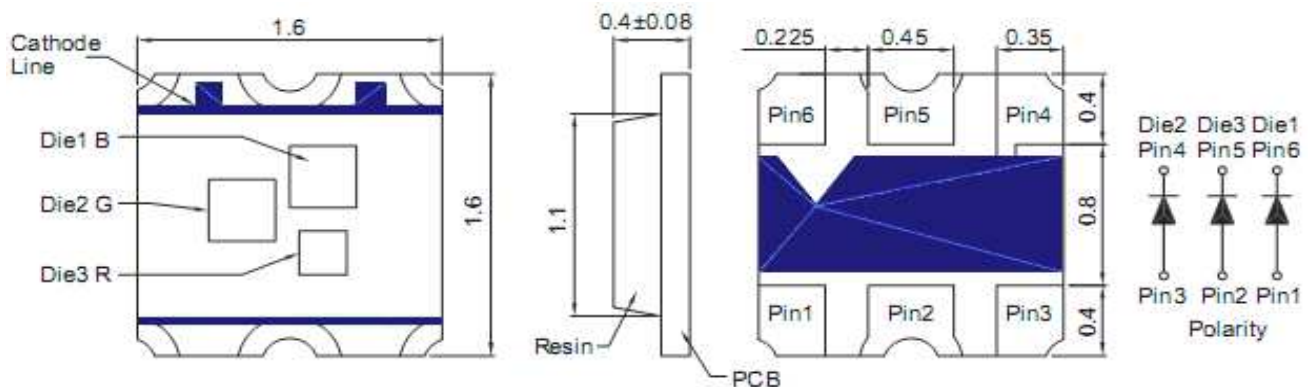 1.6
Cathode
Line
Die1 B
Die2 G
Die3 R
1.6
0.4±0.08
1.1
Resin
PCB
0.225
0.45
0.35
Pin6
Pin5
Pin4
0.4
0.8
Pin1
Pin2
Pin3
0.4
Die2 Die3 Die1
Pin4 Pin5 Pin6
Pin3 Pin2 Pin1
Polarity